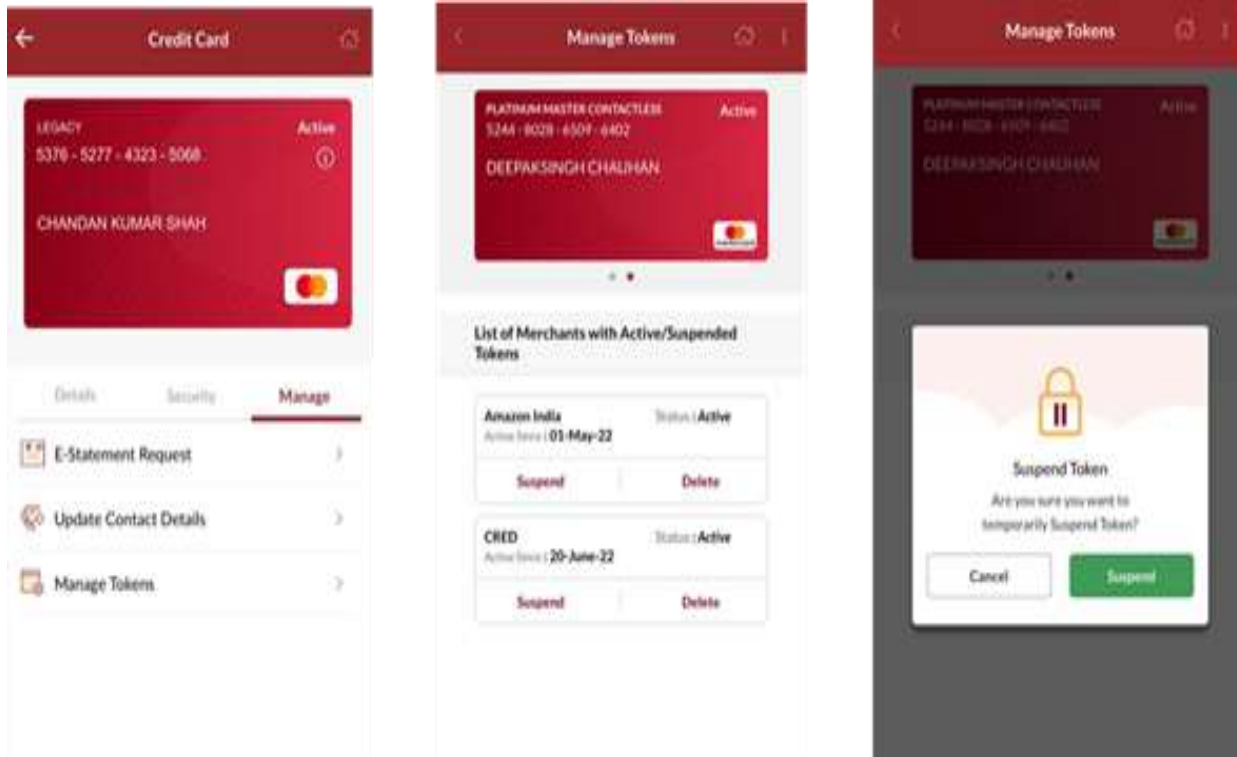 Credit Card
LEGACY
Active
5376 - 5277 - 4323 - 5068
CHANDAN KUMAR SHAH
Details
Security
Manage
E-Statement Request
Update Contact Details
Manage Tokens
Manage Tokens
PLATINUM MASTER CONTACTLESS
Active
5244 - 8028 - 6509 - 6402
DEEPAKSINGH CHAUHAN
List of Merchants with Active/Suspended
Tokens
Amazon India
Status : Active
Active Since : 01-May-22
Suspend
Delete
CRED
Status : Active
Active Since : 20-June-22
Suspend
Delete
Manage Tokens
PLATINUM MASTER CONTACTLESS
Active
5244 - 8028 - 6509 - 6402
DEEPAKSINGH CHAUHAN
Suspend Token
Are you sure you want to
temporarily Suspend Token?
Cancel
Suspend